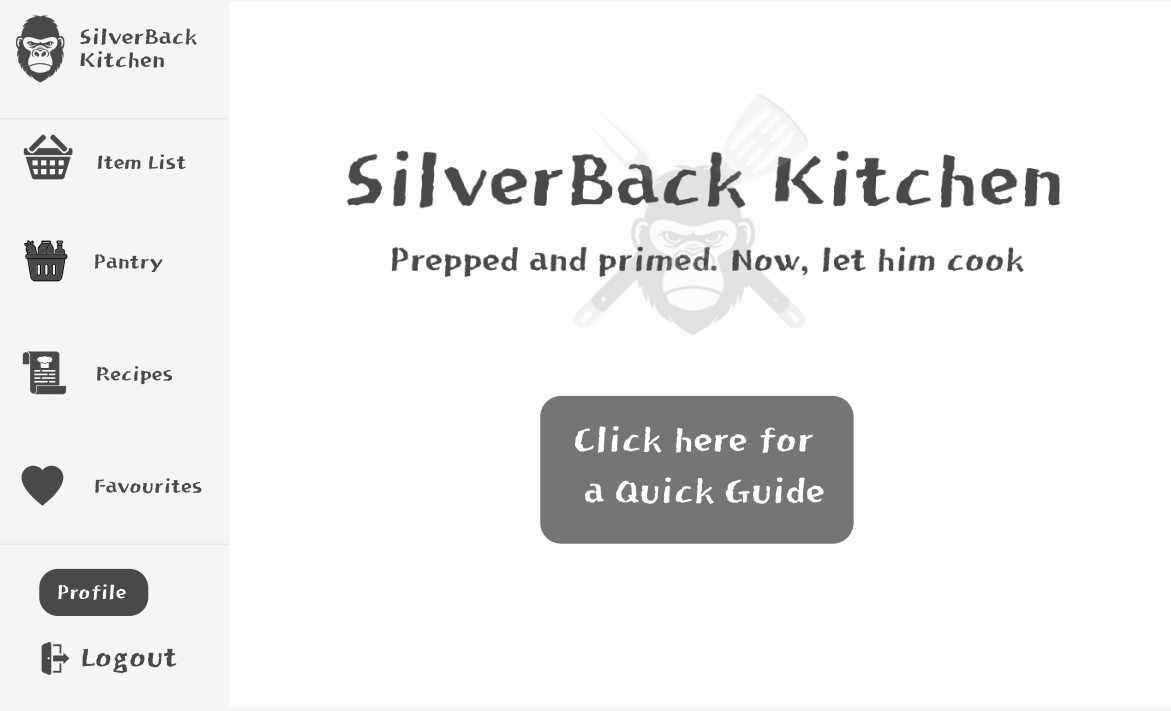 SilverBack
Kitchen
Item List
Pantry
Recipes
Favourites
Profile
Logout
SilverBack Kitchen
Prepped and primed. Now, let him cook
Click here for
a Quick Guide